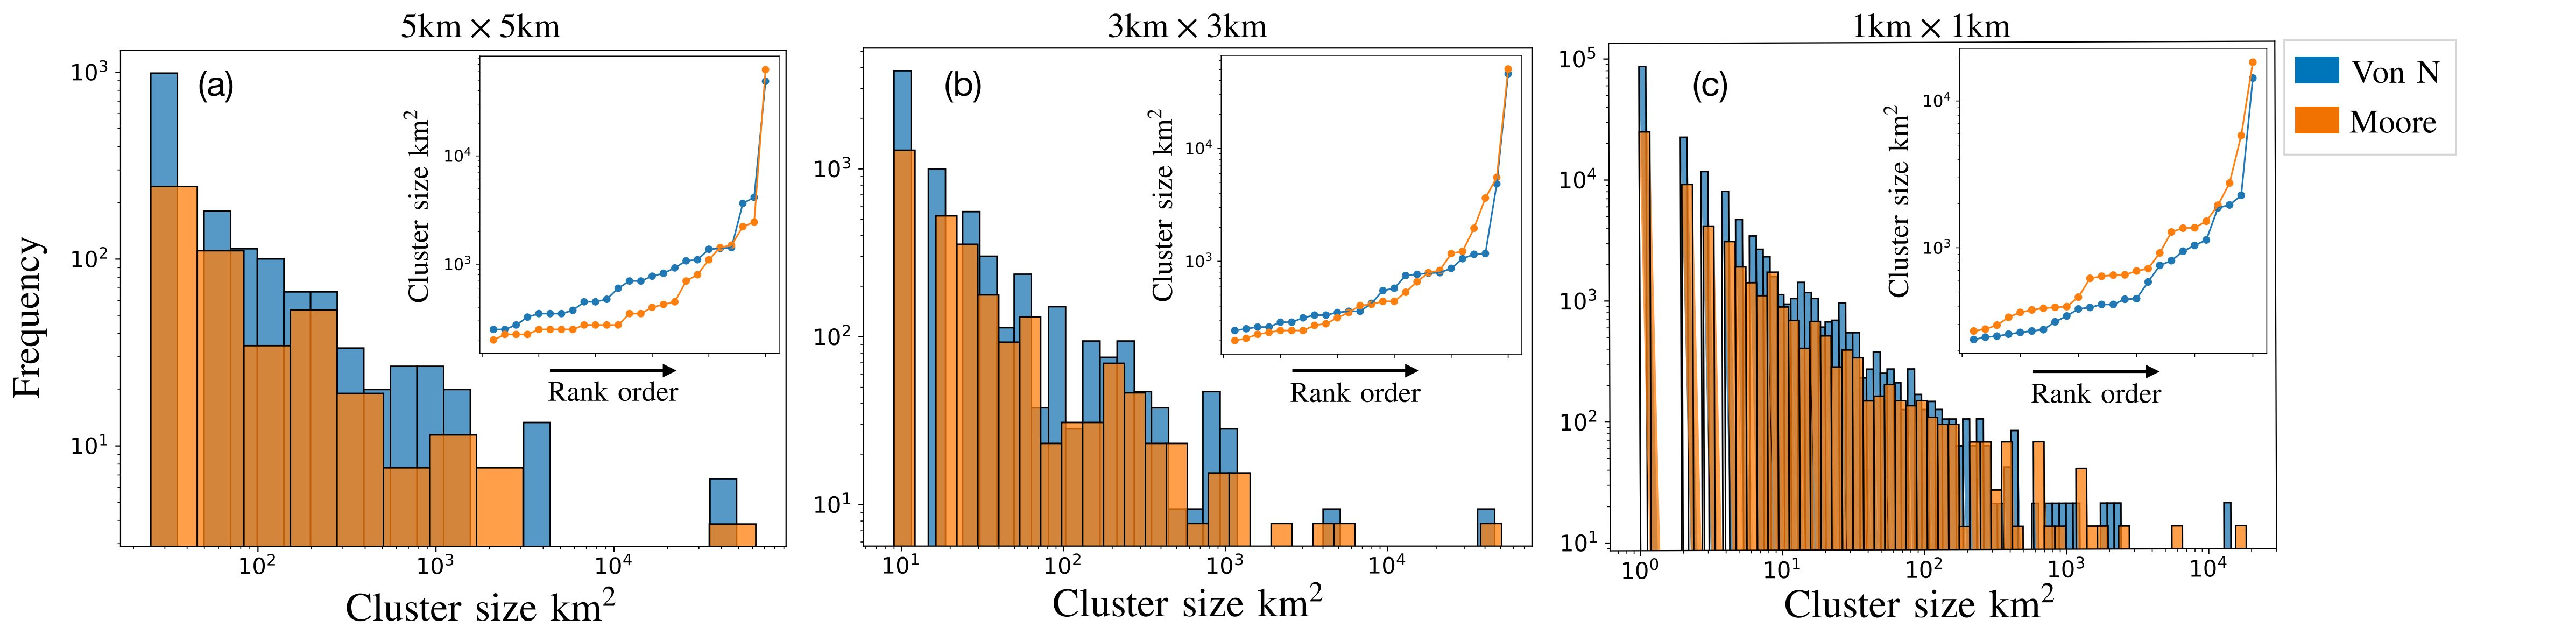 5km × 5km
3km × 3km
1km × 1km
(a)
(b)
(c)
Von N
Moore
Frequency
10³
10²
10¹
10²
10³
10⁴
Cluster size km²
Cluster size km²
10⁴
10³
Rank order
10³
10²
10¹
10¹
10²
10³
10⁴
Cluster size km²
Cluster size km²
10⁴
10³
Rank order
10⁵
10⁴
10³
10²
10¹
10⁰
10¹
10²
10³
10⁴
Cluster size km²
Cluster size km²
10⁴
10³
Rank order